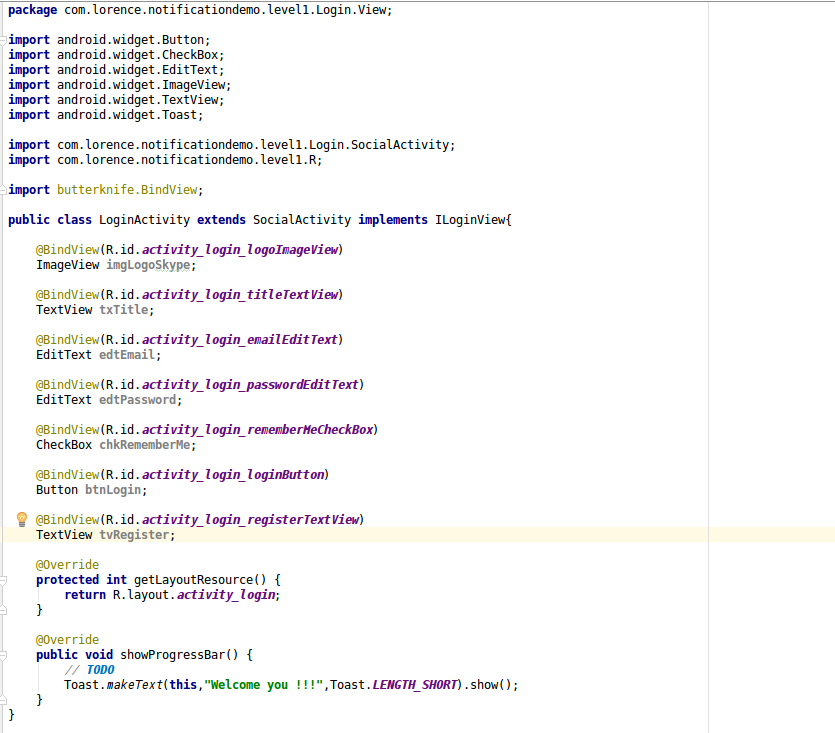 package com.lorence.notificationdemo.level1.Login.View;
import android.widget.Button;
import android.widget.CheckBox;
import android.widget.EditText;
import android.widget.ImageView;
import android.widget.TextView;
import android.widget.Toast;
import com.lorence.notificationdemo.level1.Login.SocialActivity;
import com.lorence.notificationdemo.level1.R;
import butterknife.BindView;
public class LoginActivity extends SocialActivity implements ILoginView{
@BindView(R.id.activity_login_logoImageView)
ImageView imgLogoSkype;
@BindView(R.id.activity_login_titleTextView)
TextView txTitle;
@BindView(R.id.activity_login_emailEditText)
EditText edtEmail;
@BindView(R.id.activity_login_passwordEditText)
EditText edtPassword;
@BindView(R.id.activity_login_rememberMeCheckBox)
CheckBox chkRememberMe;
@BindView(R.id.activity_login_loginButton)
Button btnLogin;
@BindView(R.id.activity_login_registerTextView)
TextView tvRegister;
@Override
protected int getLayoutResource() {
return R.layout.activity_login;
}
@Override
public void showProgressBar() {
// TODO
Toast.makeText(this,"Welcome you !!!",Toast.LENGTH_SHORT).show();
}
}